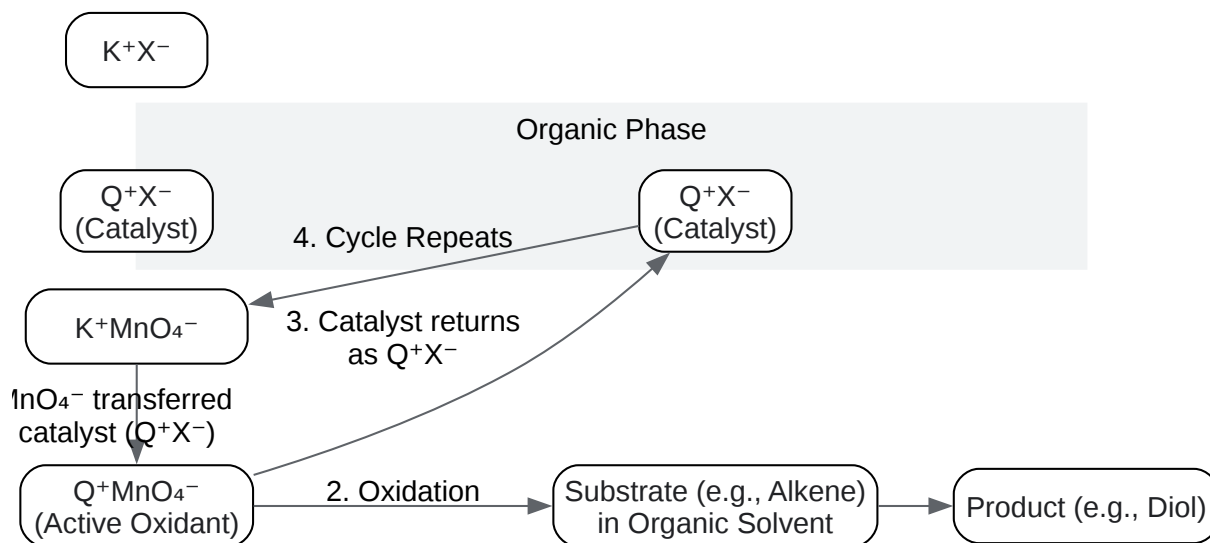 K⁺X⁻
Organic Phase
Q⁺X⁻
(Catalyst)
Q⁺X⁻
(Catalyst)
4. Cycle Repeats
K⁺MnO₄⁻
3. Catalyst returns
as Q⁺X⁻
MnO₄⁻ transferred
catalyst (Q⁺X⁻)
Q⁺MnO₄⁻
(Active Oxidant)
2. Oxidation
Substrate (e.g., Alkene)
in Organic Solvent
Product (e.g., Diol)